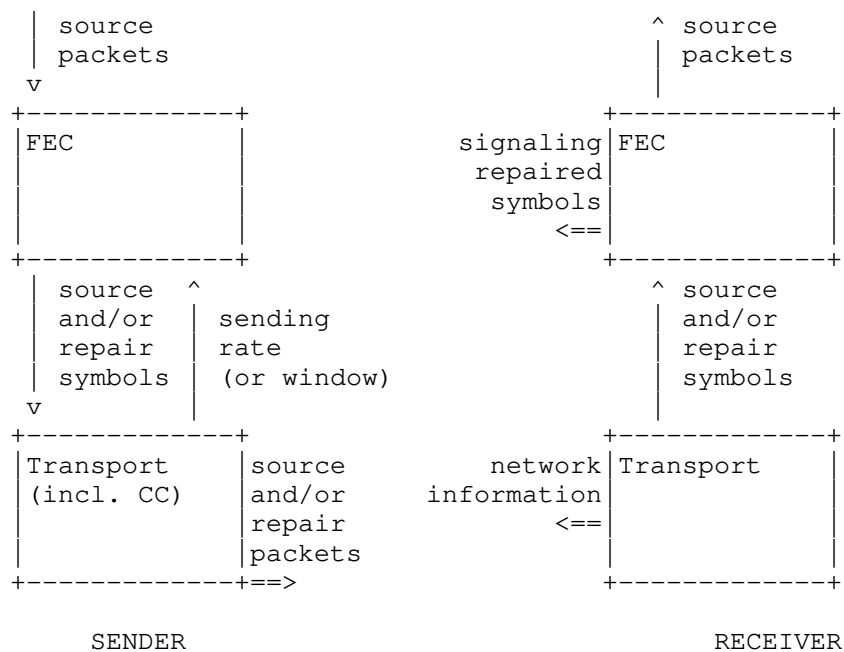 source ^ source
packets packets
v
FEC signaling FEC
repaired
symbols
<==
source ^ ^ source
and/or sending and/or
repair rate repair
symbols (or window) symbols
v
Transport source network Transport
(incl. CC) and/or information
repair <==
packets
==>
SENDER RECEIVER